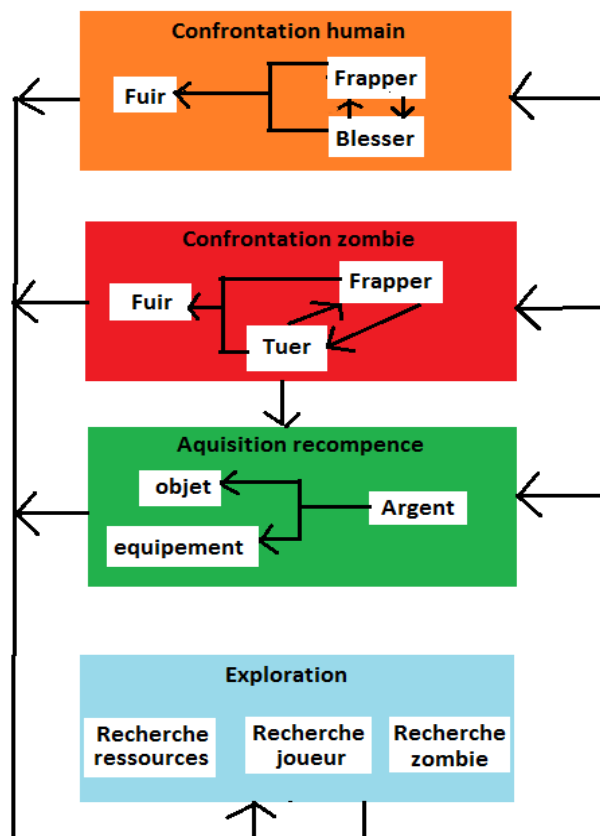 Confrontation humain
Fuir
Frapper
Blesser
Confrontation zombie
Fuir
Frapper
Tuer
Aquisition recompence
objet
Argent
equipement
Exploration
Recherche
ressources
Recherche
joueur
Recherche
zombie